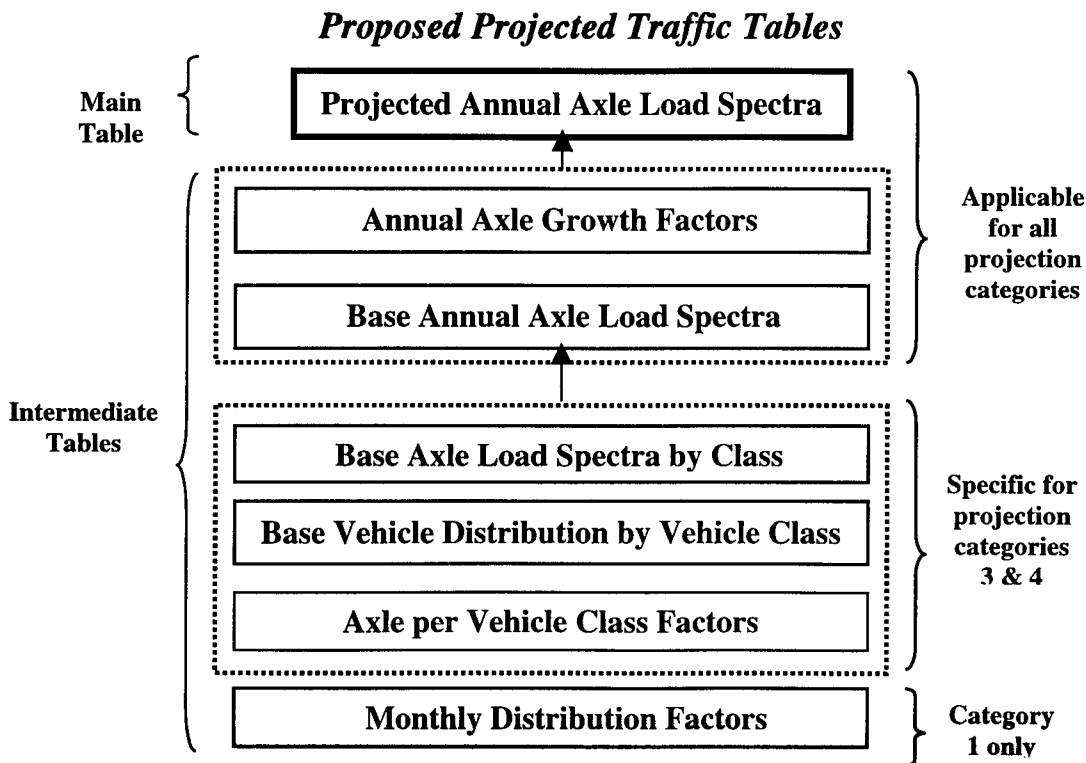 Proposed Projected Traffic Tables
Main
Table
Projected Annual Axle Load Spectra
Annual Axle Growth Factors
Base Annual Axle Load Spectra
Applicable
for all
projection
categories
Intermediate
Tables
Base Axle Load Spectra by Class
Base Vehicle Distribution by Vehicle Class
Axle per Vehicle Class Factors
Specific for
projection
categories
3 & 4
Monthly Distribution Factors
Category
1 only